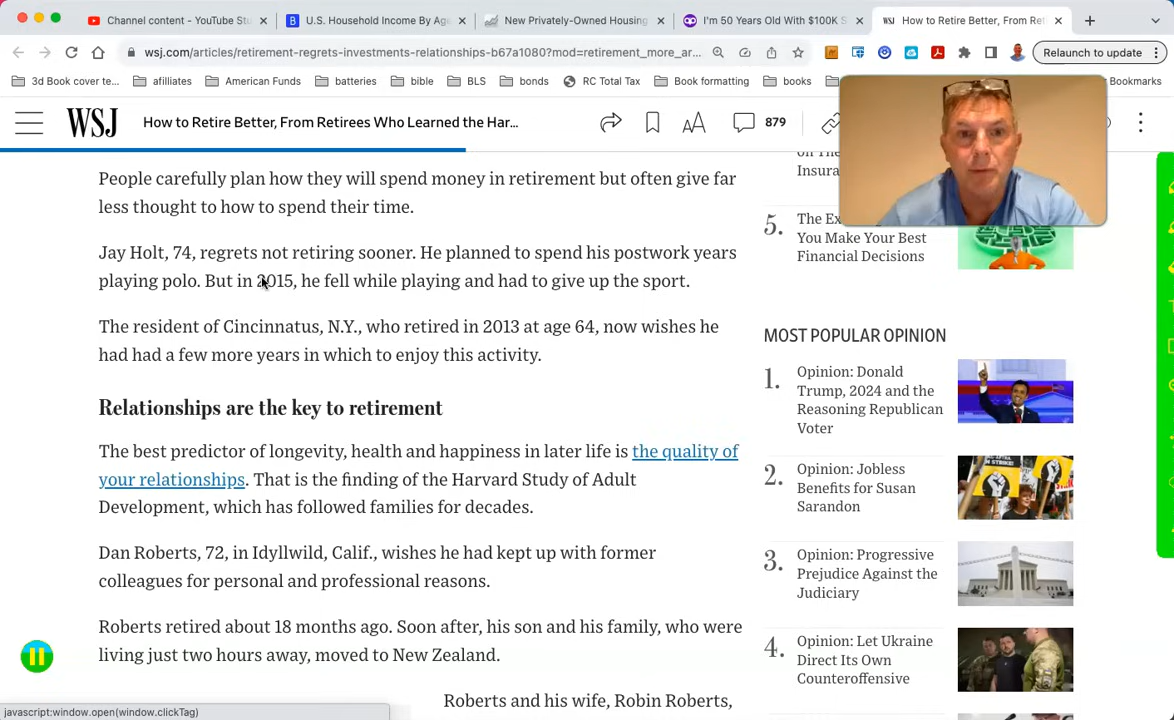 Channel content - YouTube St
U.S. Household Income By Ag
New Privately-Owned Housing
I'm 50 Years Old With $100K S
How to Retire Better, From Ret
wsj.com/articles/retirement-regrets-investments-relationships-b67a1080?mod=retirement_more_ar...
Relaunch to update
3d Book cover te...
afilliates
American Funds
batteries
bible
BLS
bonds
RC Total Tax
Book formatting
books
Bookmarks
WSJ
How to Retire Better, From Retirees Who Learned the Har...
AA
879
People carefully plan how they will spend money in retirement but often give far
less thought to how to spend their time.
Jay Holt, 74, regrets not retiring sooner. He planned to spend his postwork years
playing polo. But in 2015, he fell while playing and had to give up the sport.
The resident of Cincinnatus, N.Y., who retired in 2013 at age 64, now wishes he
had had a few more years in which to enjoy this activity.
Relationships are the key to retirement
The best predictor of longevity, health and happiness in later life is the quality of
your relationships. That is the finding of the Harvard Study of Adult
Development, which has followed families for decades.
Dan Roberts, 72, in Idyllwild, Calif., wishes he had kept up with former
colleagues for personal and professional reasons.
Roberts retired about 18 months ago. Soon after, his son and his family, who were
living just two hours away, moved to New Zealand.
Roberts and his wife, Robin Roberts,
Insura
5.
The Ex
You Make Your Best
Financial Decisions
MOST POPULAR OPINION
1.
Opinion: Donald
Trump, 2024 and the
Reasoning Republican
Voter
2.
Opinion: Jobless
Benefits for Susan
Sarandon
3.
Opinion: Progressive
Prejudice Against the
Judiciary
4.
Opinion: Let Ukraine
Direct Its Own
Counteroffensive
javascript:window.open(window.clickTag)